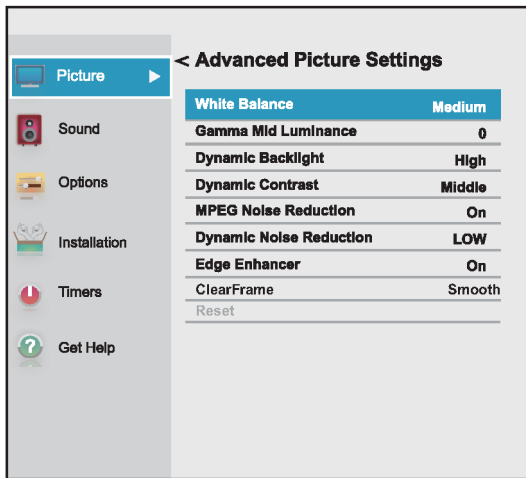 Picture
Sound
Options
Installation
Timers
Get Help
< Advanced Picture Settings
White Balance Medium
Gamma Mid Luminance 0
Dynamic Backlight High
Dynamic Contrast Middle
MPEG Noise Reduction On
Dynamic Noise Reduction LOW
Edge Enhancer On
ClearFrame Smooth
Reset